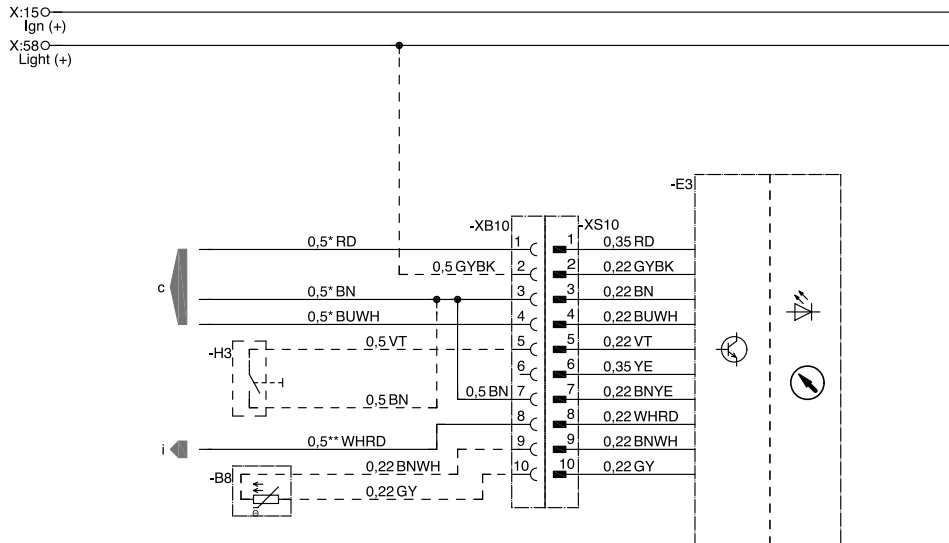 X:15
Ign (+)
X:58
Light (+)
-E3
-XB10
-XS10
0,5* RD
1
1
0,35 RD
0,5 GYBK
2
2
0,22 GYBK
c
0,5* BN
3
3
0,22 BN
0,5* BUWH
4
4
0,22 BUWH
-H3
0,5 VT
5
5
0,22 VT
6
6
0,35 YE
0,5 BN
0,5 BN
7
7
0,22 BNYE
8
8
0,22 WHRD
i
0,5** WHRD
9
9
0,22 BNWH
-B8
0,22 BNWH
10
10
0,22 GY
0,22 GY
Θ